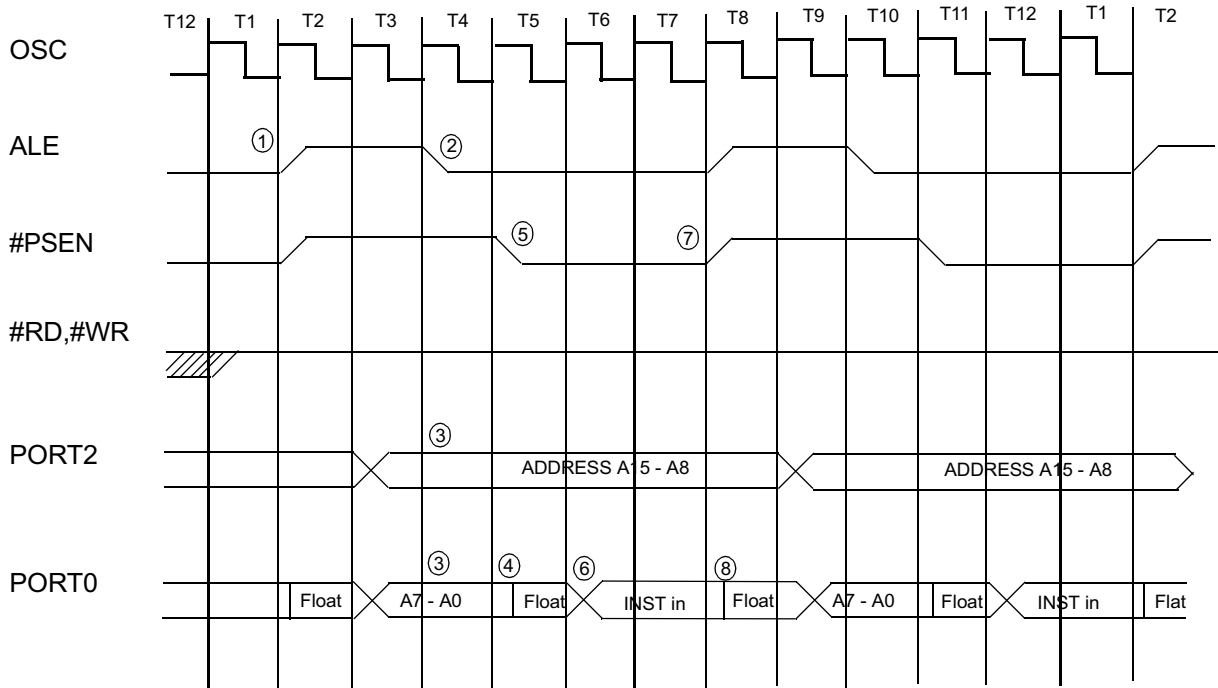 T12 T1 T2 T3 T4 T5 T6 T7 T8 T9 T10 T11 T12 T1 T2
OSC
ALE ① ②
#PSEN ⑤ ⑦
#RD,#WR
③
PORT2 ADDRESS A15 - A8 ADDRESS A15 - A8
③ ④ ⑥ ⑧
PORT0 Float A7 - A0 Float INST in Float A7 - A0 Float INST in Flat